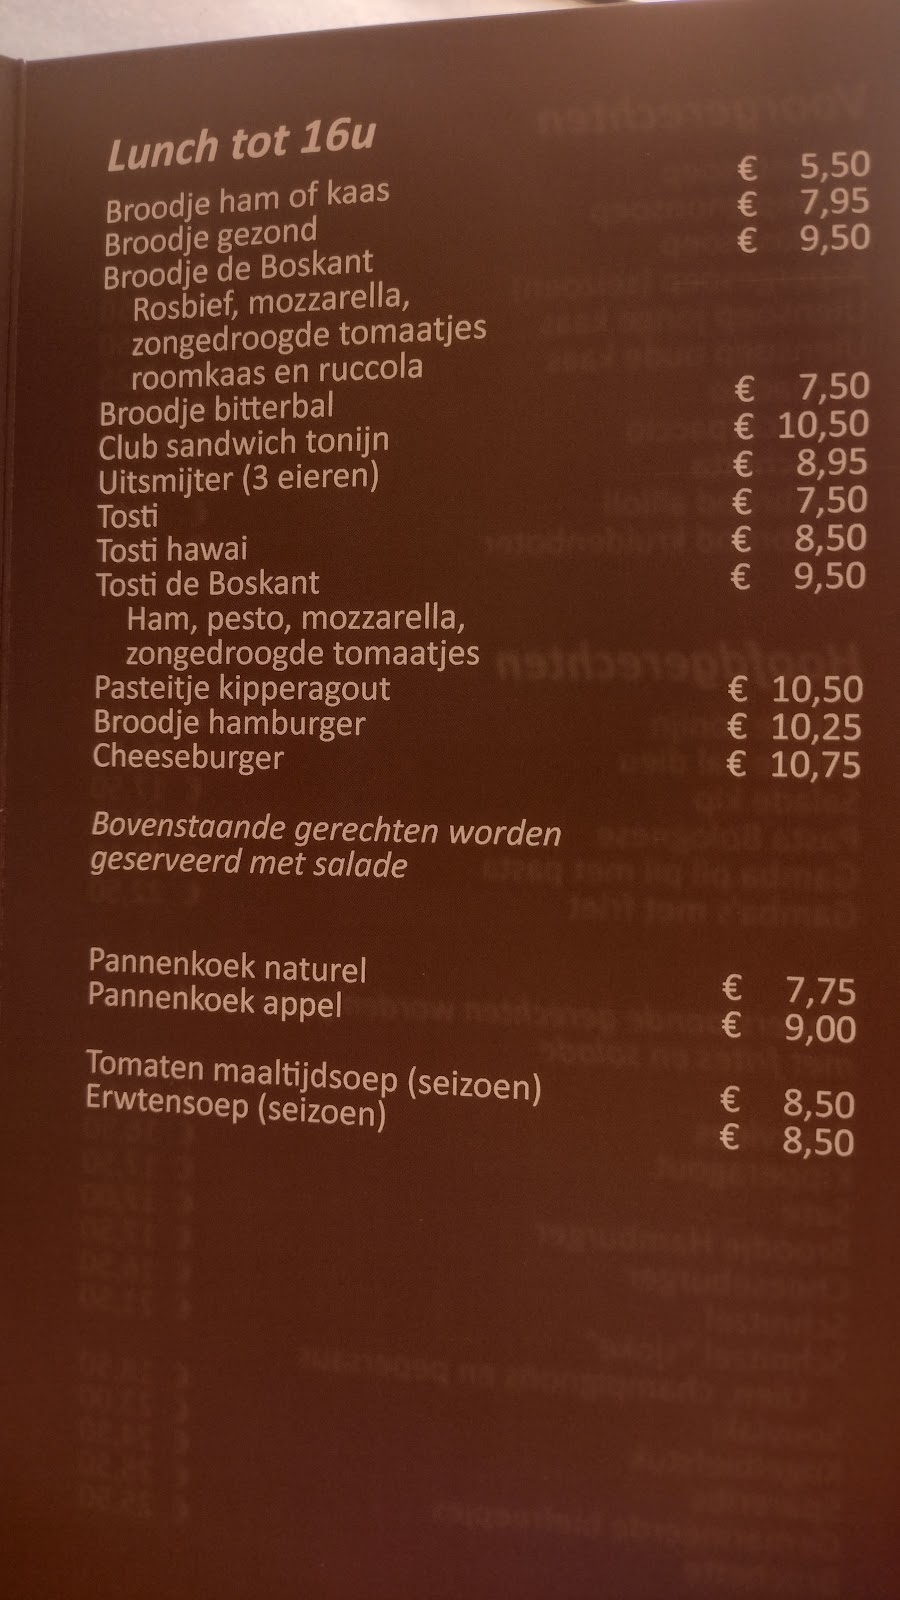 Lunch tot 16u
Broodje ham of kaas € 5,50
Broodje gezond € 7,95
Broodje de Boskant € 9,50
Rosbief, mozzarella,
zongedroogde tomaatjes
roomkaas en ruccola
Broodje bitterbal € 7,50
Club sandwich tonijn € 10,50
Uitsmijter (3 eieren) € 8,95
Tosti € 7,50
Tosti hawai € 8,50
Tosti de Boskant € 9,50
Ham, pesto, mozzarella,
zongedroogde tomaatjes
Pasteitje kipperagout € 10,50
Broodje hamburger € 10,25
Cheeseburger € 10,75
Bovenstaande gerechten worden
geserveerd met salade
Pannenkoek naturel € 7,75
Pannenkoek appel € 9,00
Tomaten maaltijdsoep (seizoen) € 8,50
Erwtensoep (seizoen) € 8,50